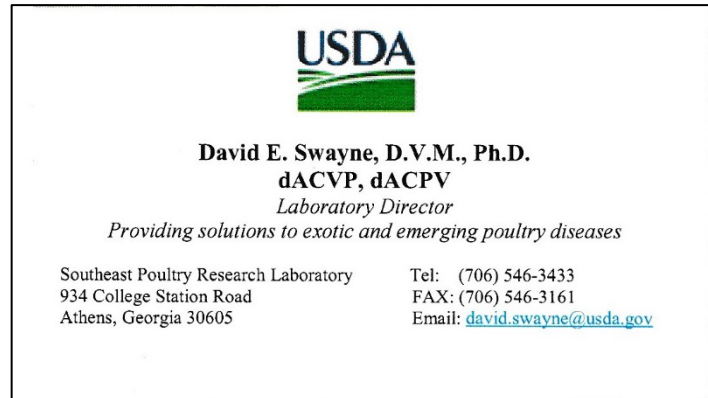 USDA
David E. Swayne, D.V.M., Ph.D.
dACVP, dACPV
Laboratory Director
Providing solutions to exotic and emerging poultry diseases
Southeast Poultry Research Laboratory
934 College Station Road
Athens, Georgia 30605
Tel: (706) 546-3433
FAX: (706) 546-3161
Email: david.swayne@usda.gov